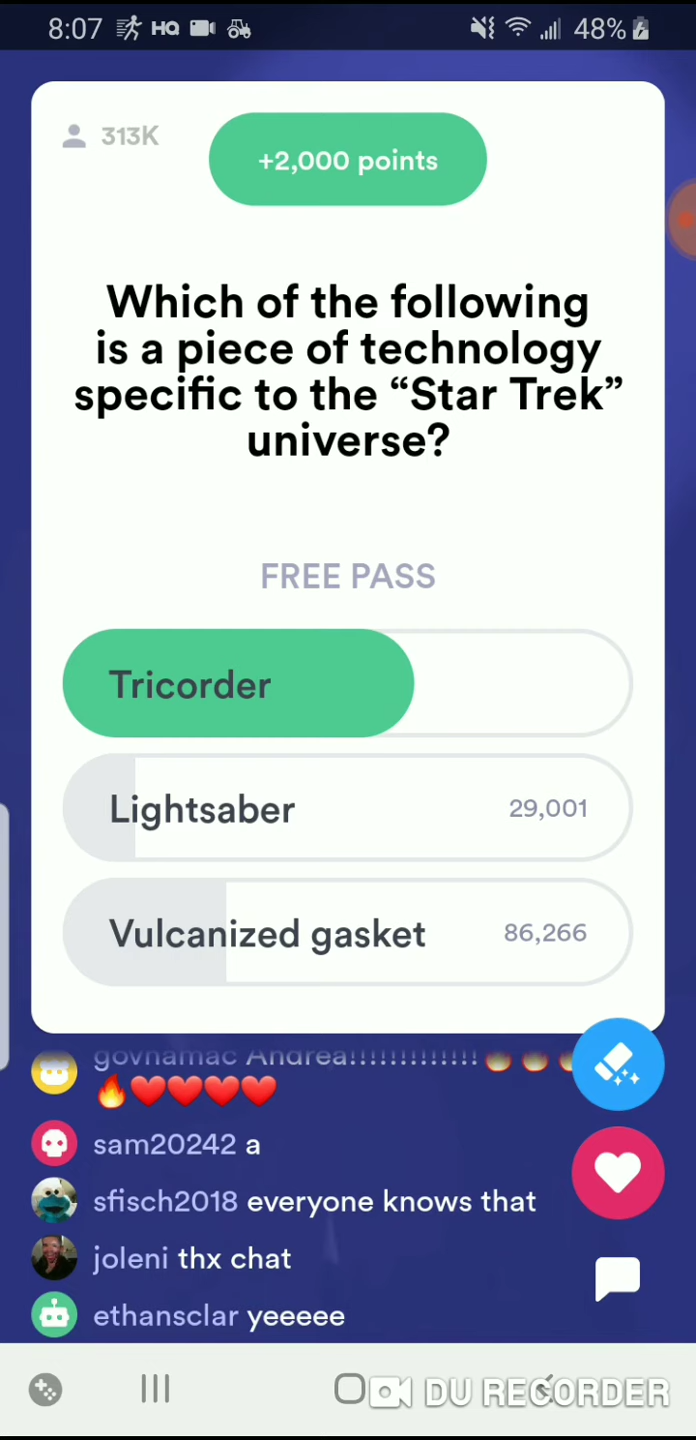 8:07 HQ 48%
313K
+2,000 points
Which of the following
is a piece of technology
specific to the “Star Trek”
universe?
FREE PASS
Tricorder
Lightsaber 29,001
Vulcanized gasket 86,266
govnamac Andrea!!!!!!!!!!!!!
🔥❤️❤️❤️❤️
sam20242 a
sfisch2018 everyone knows that
joleni thx chat
ethansclar yeeeee
DU RECORDER